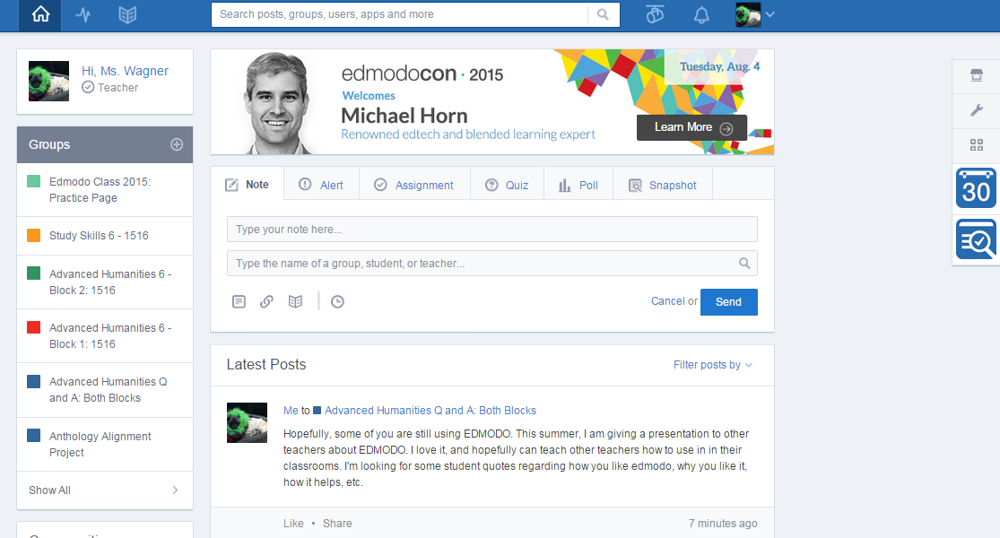 Search posts, groups, users, apps and more
Hi, Ms. Wagner
Teacher
Groups
Edmodo Class 2015:
Practice Page
Study Skills 6 - 1516
Advanced Humanities 6 -
Block 2: 1516
Advanced Humanities 6 -
Block 1: 1516
Advanced Humanities Q
and A: Both Blocks
Anthology Alignment
Project
Show All
edmodocon · 2015
Tuesday, Aug. 4
Welcomes
Michael Horn
Renowned edtech and blended learning expert
Learn More
Note
Alert
Assignment
Quiz
Poll
Snapshot
Type your note here...
Type the name of a group, student, or teacher...
Cancel or
Send
Latest Posts
Filter posts by
Me to Advanced Humanities Q and A: Both Blocks
Hopefully, some of you are still using EDMODO. This summer, I am giving a presentation to other
teachers about EDMODO. I love it, and hopefully can teach other teachers how to use in in their
classrooms. I'm looking for some student quotes regarding how you like edmodo, why you like it,
how it helps, etc.
Like • Share
7 minutes ago
30